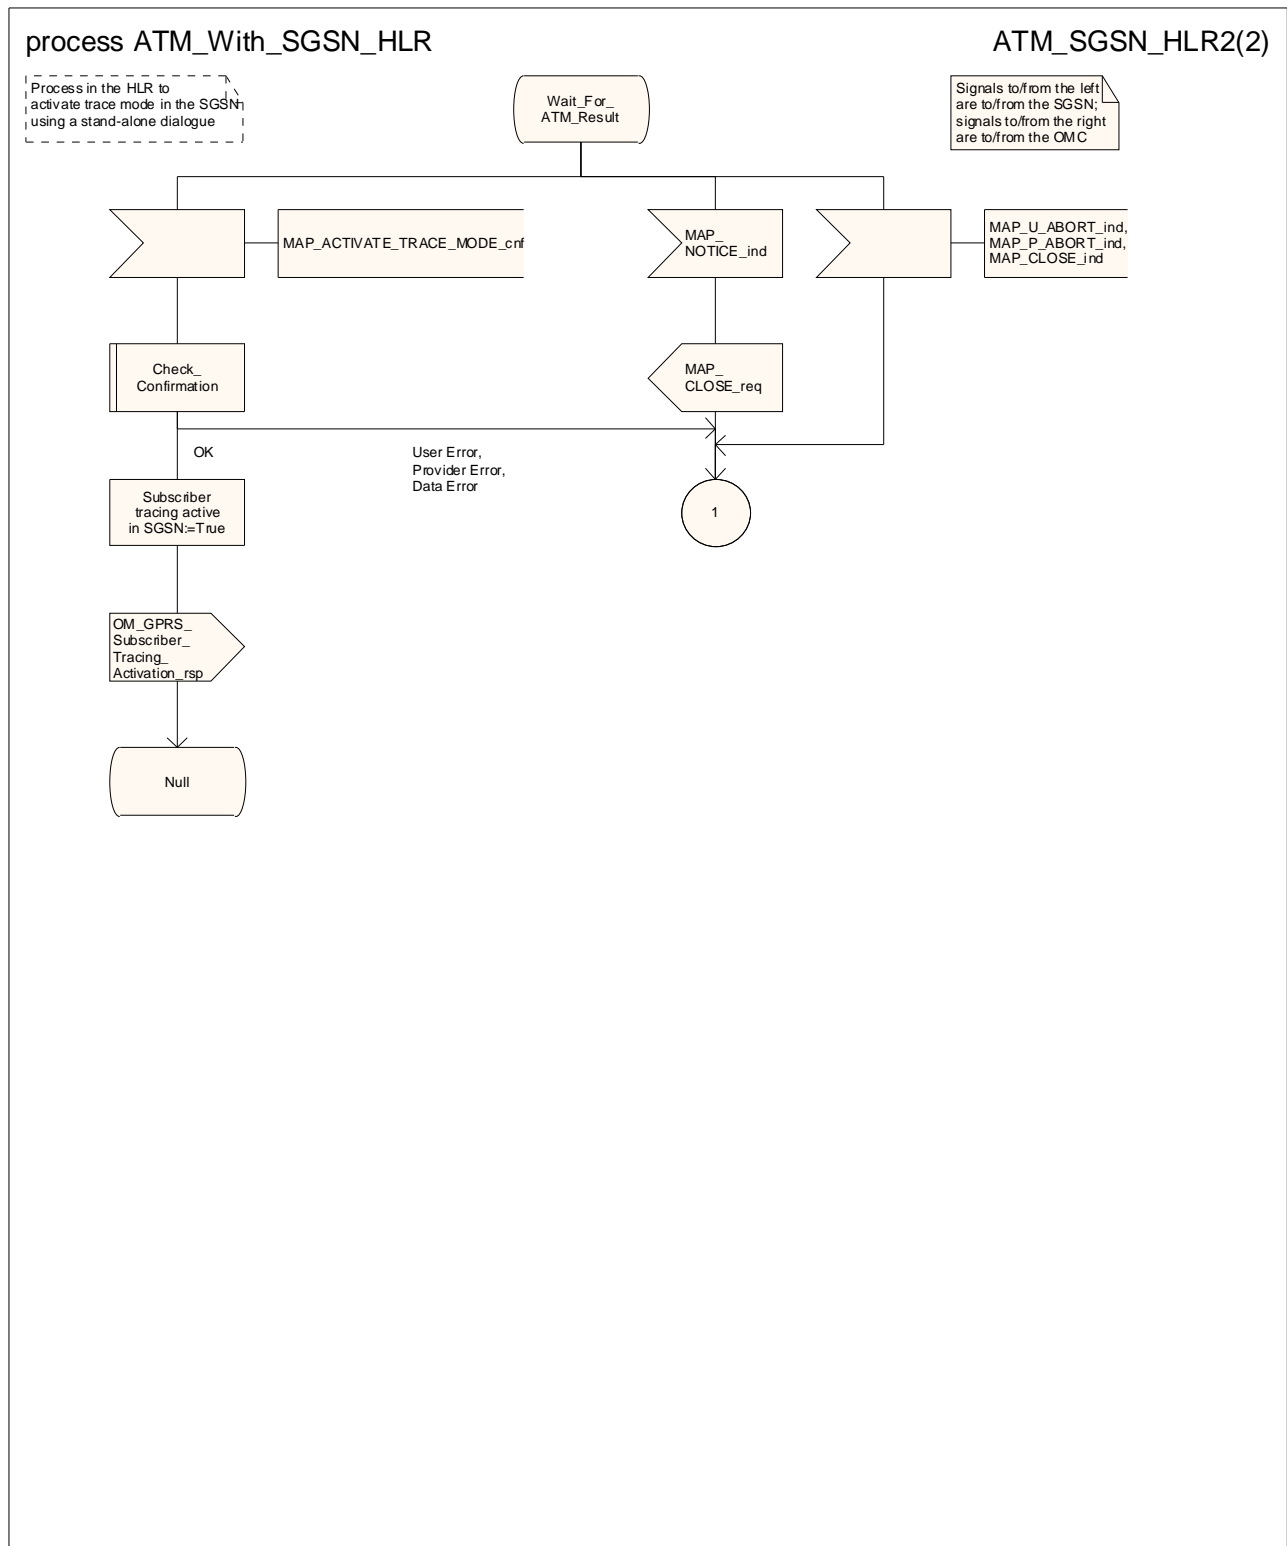 process ATM_With_SGSN_HLR
ATM_SGSN_HLR2(2)
Process in the HLR to
activate trace mode in the SGSN
using a stand-alone dialogue
Wait_For_
ATM_Result
Signals to/from the left
are to/from the SGSN;
signals to/from the right
are to/from the OMC
MAP_ACTIVATE_TRACE_MODE_cnf
MAP_
NOTICE_ind
MAP_U_ABORT_ind,
MAP_P_ABORT_ind,
MAP_CLOSE_ind
Check_
Confirmation
MAP_
CLOSE_req
OK
User Error,
Provider Error,
Data Error
Subscriber
tracing active
in SGSN:=True
1
OM_GPRS_
Subscriber_
Tracing_
Activation_rsp
Null